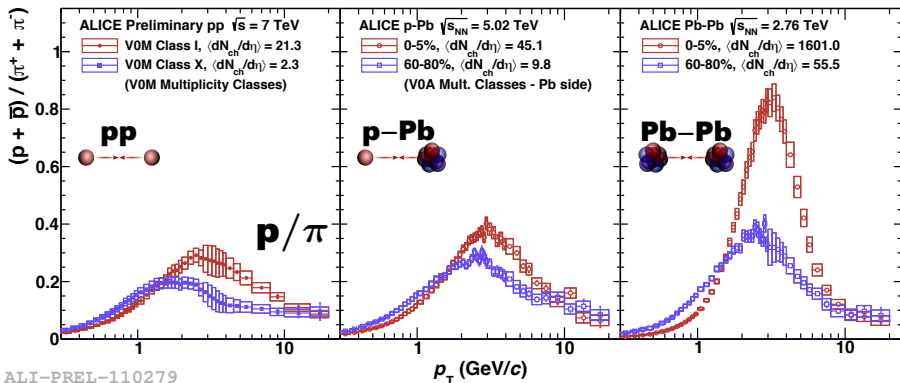 (p + p̅) / (π⁺ + π⁻)
1
0.8
0.6
0.4
0.2
0
ALICE Preliminary pp √s = 7 TeV
V0M Class I, ⟨dN_ch/dη⟩ = 21.3
V0M Class X, ⟨dN_ch/dη⟩ = 2.3
(V0M Multiplicity Classes)
pp
p/π
1 10
ALICE p-Pb √s_NN = 5.02 TeV
0-5%, ⟨dN_ch/dη⟩ = 45.1
60-80%, ⟨dN_ch/dη⟩ = 9.8
(V0A Mult. Classes - Pb side)
p–Pb
1 10
ALICE Pb-Pb √s_NN = 2.76 TeV
0-5%, ⟨dN_ch/dη⟩ = 1601.0
60-80%, ⟨dN_ch/dη⟩ = 55.5
Pb–Pb
1 10
p_T (GeV/c)
ALI-PREL-110279